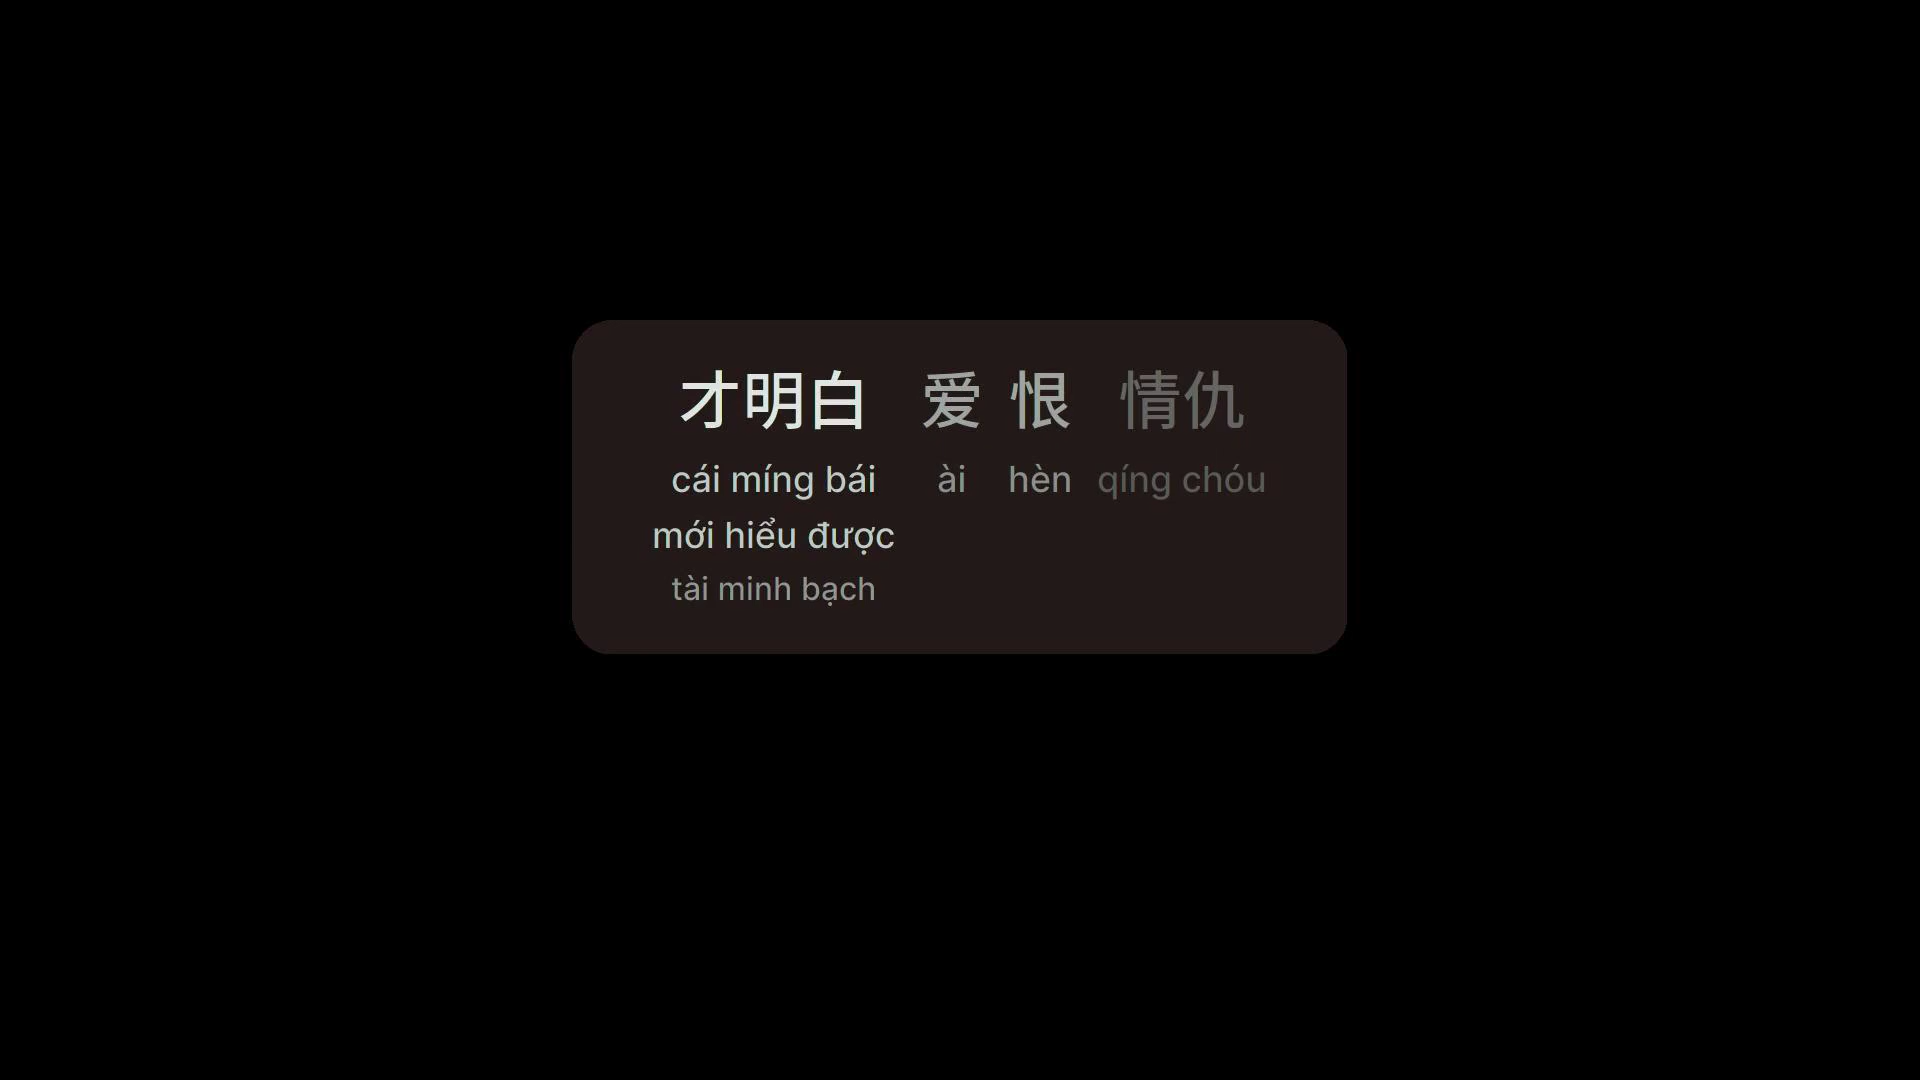 才明白 爱 恨 情仇
cái míng bái ài hèn qíng chóu
mới hiểu được
tài minh bạch